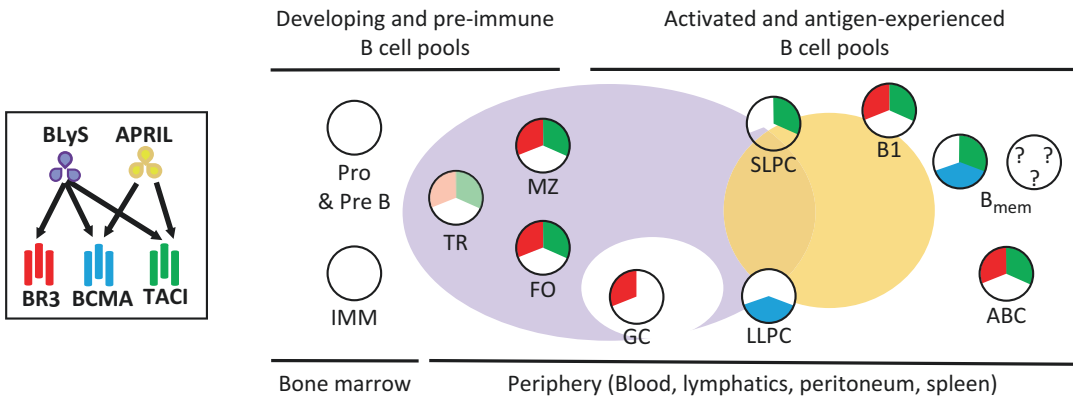 Developing and pre-immune
B cell pools
Activated and antigen-experienced
B cell pools
BLyS APRIL
BR3 BCMA TACI
Pro
& Pre B
IMM
TR
MZ
FO
GC
SLPC
LLPC
B1
? ?
?
Bmem
ABC
Bone marrow
Periphery (Blood, lymphatics, peritoneum, spleen)